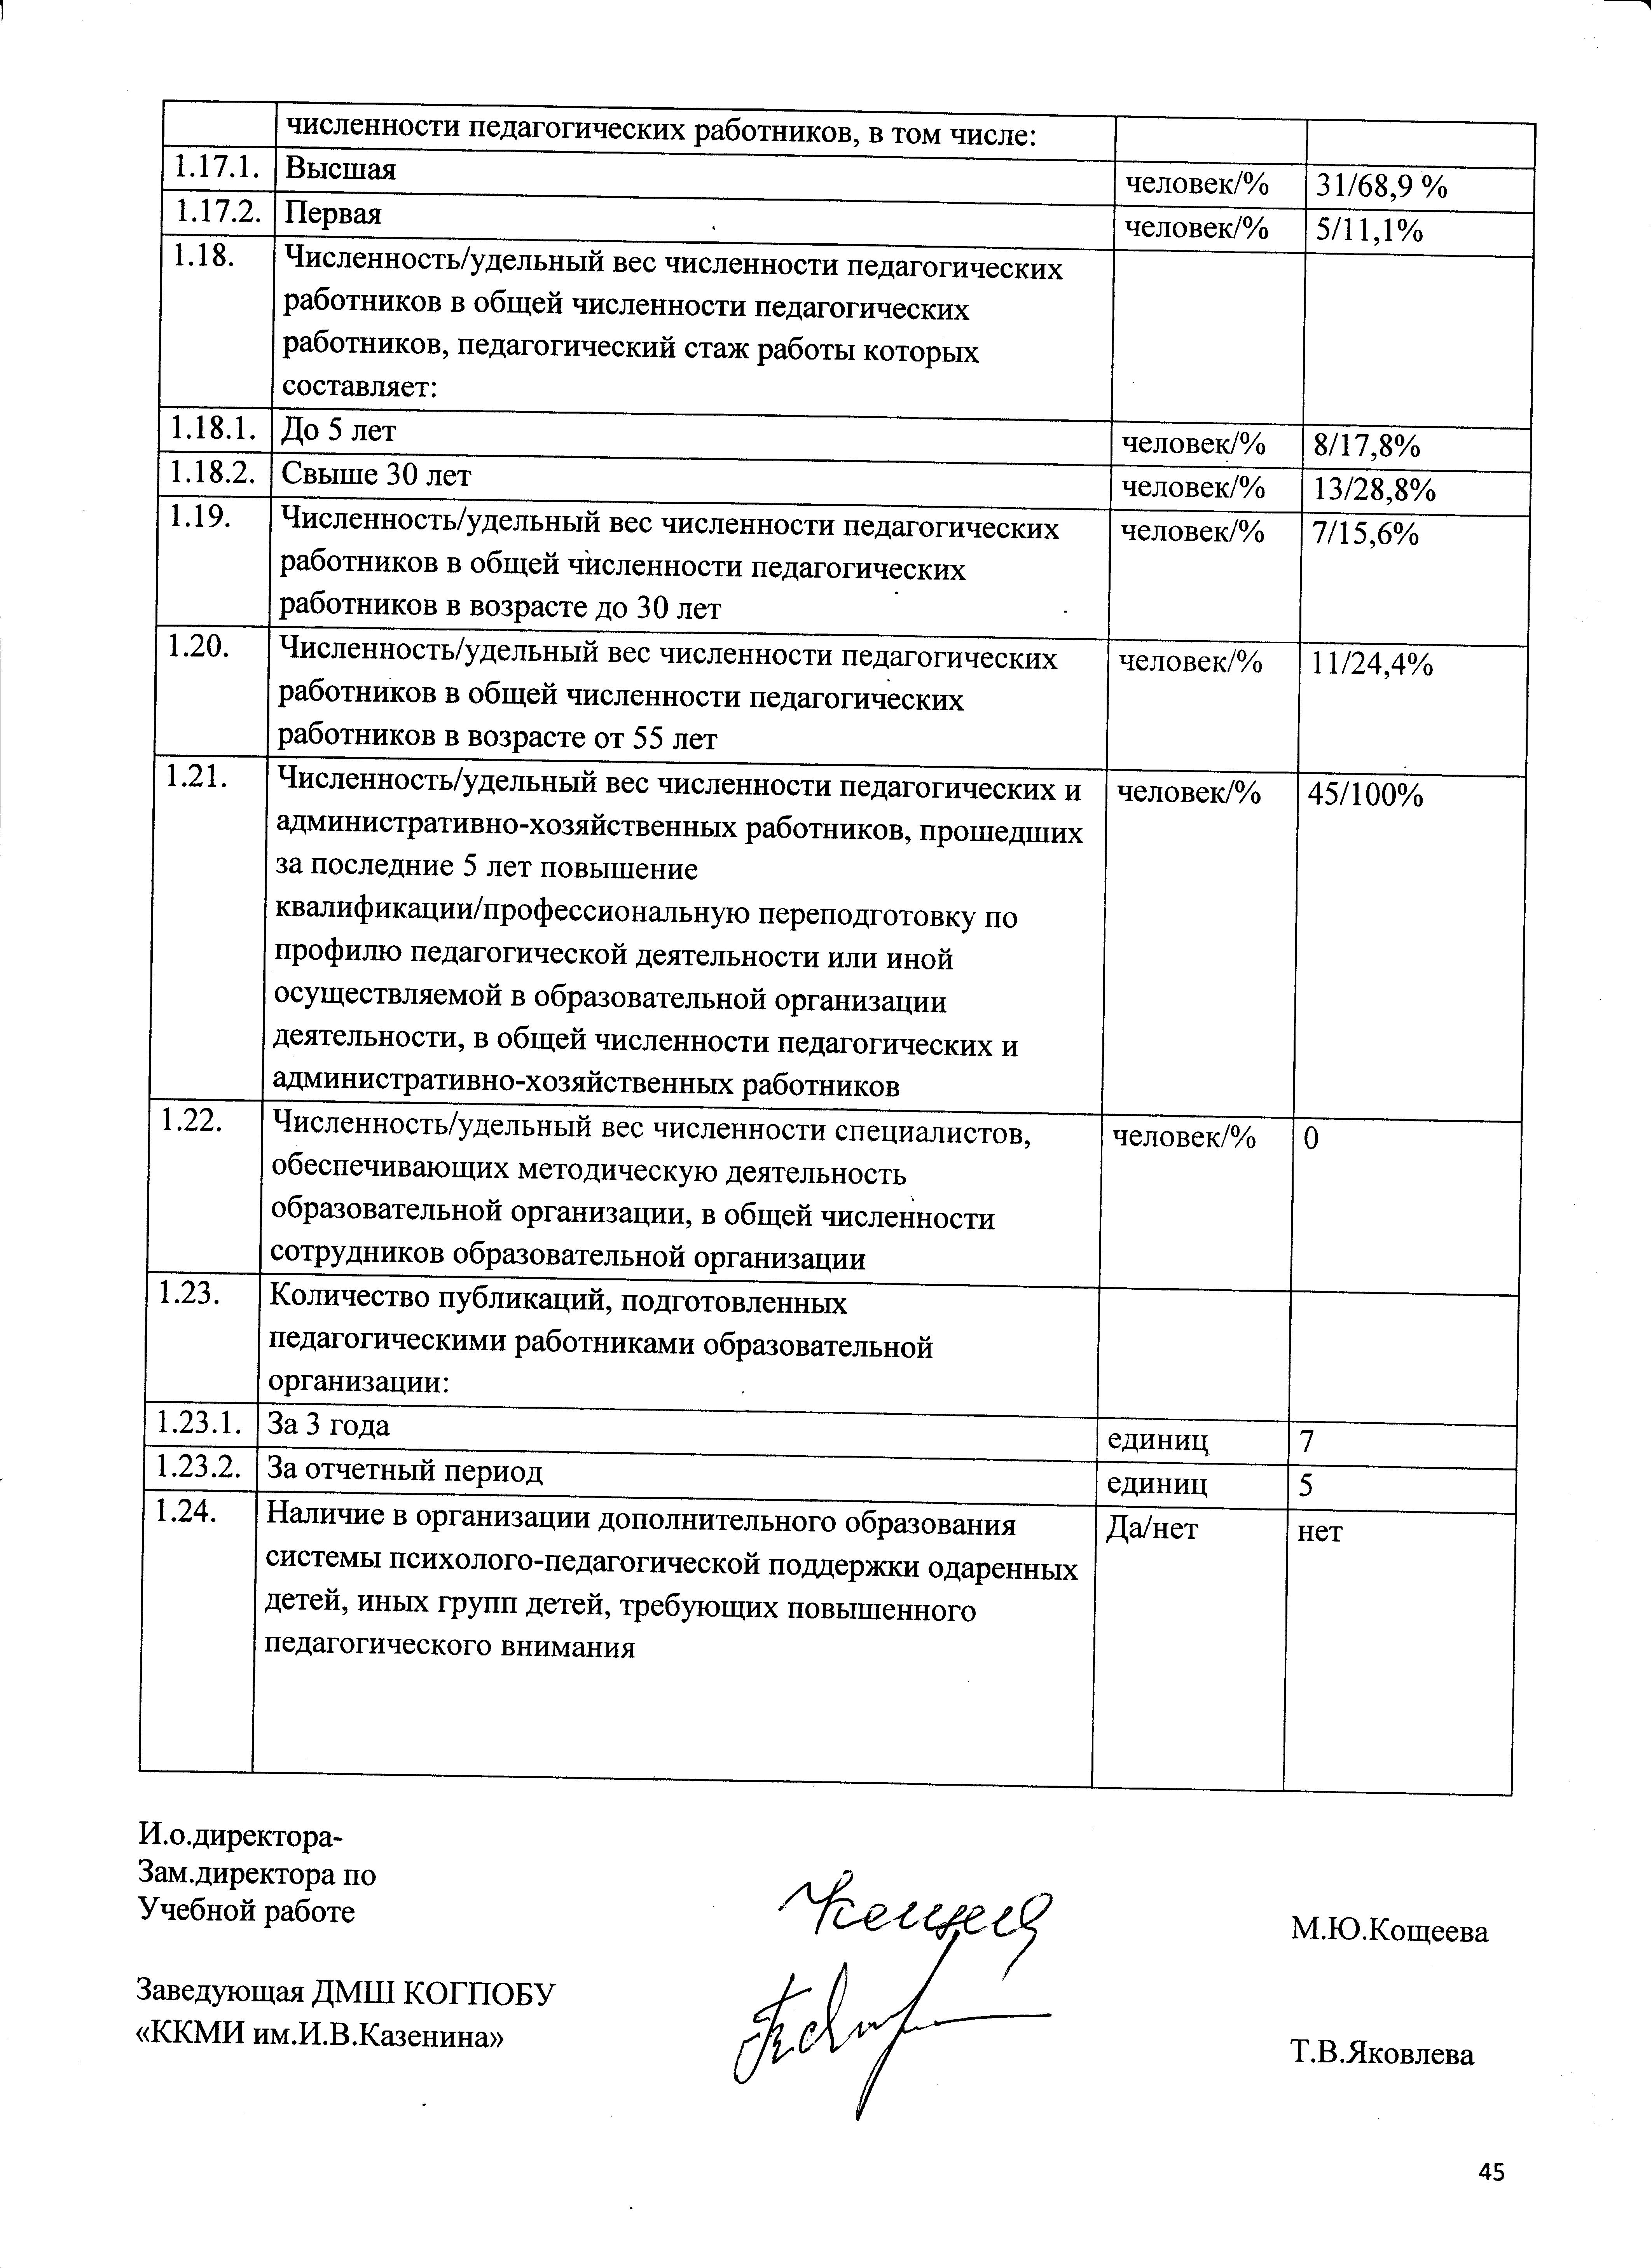 численности педагогических работников, в том числе:
1.17.1. Высшая человек/% 31/68,9 %
1.17.2. Первая человек/% 5/11,1%
1.18. Численность/удельный вес численности педагогических
работников в общей численности педагогических
работников, педагогический стаж работы которых
составляет:
1.18.1. До 5 лет человек/% 8/17,8%
1.18.2. Свыше 30 лет человек/% 13/28,8%
1.19. Численность/удельный вес численности педагогических человек/% 7/15,6%
работников в общей численности педагогических
работников в возрасте до 30 лет
1.20. Численность/удельный вес численности педагогических человек/% 11/24,4%
работников в общей численности педагогических
работников в возрасте от 55 лет
1.21. Численность/удельный вес численности педагогических и человек/% 45/100%
административно-хозяйственных работников, прошедших
за последние 5 лет повышение
квалификации/профессиональную переподготовку по
профилю педагогической деятельности или иной
осуществляемой в образовательной организации
деятельности, в общей численности педагогических и
административно-хозяйственных работников
1.22. Численность/удельный вес численности специалистов, человек/% 0
обеспечивающих методическую деятельность
образовательной организации, в общей численности
сотрудников образовательной организации
1.23. Количество публикаций, подготовленных
педагогическими работниками образовательной
организации:
1.23.1. За 3 года единиц 7
1.23.2. За отчетный период единиц 5
1.24. Наличие в организации дополнительного образования Да/нет нет
системы психолого-педагогической поддержки одаренных
детей, иных групп детей, требующих повышенного
педагогического внимания
И.о.директора-
Зам.директора по
Учебной работе М.Ю.Кощеева
Заведующая ДМШ КОГПОБУ
«ККМИ им.И.В.Казенина» Т.В.Яковлева
45